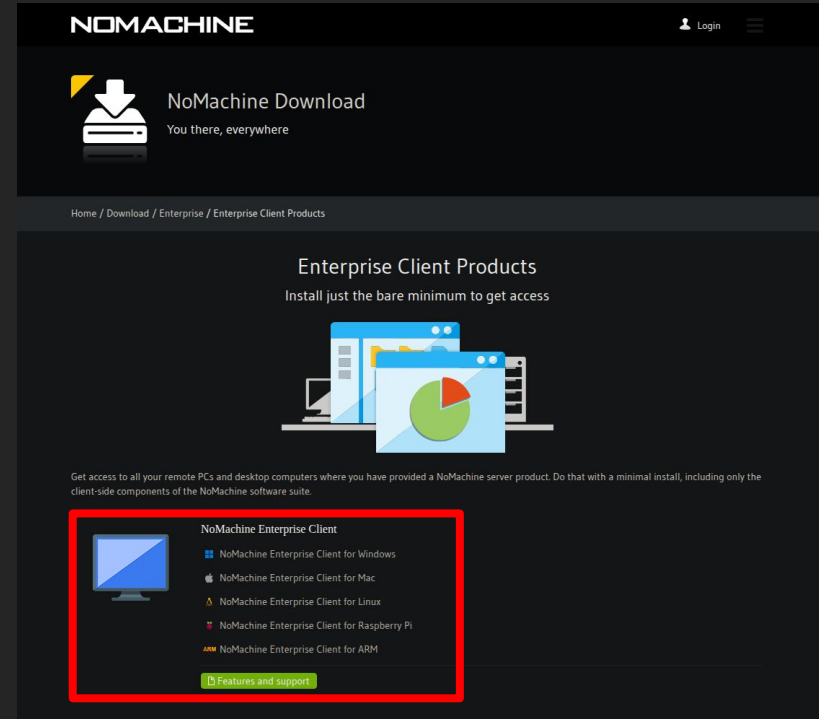 NOMACHINE
Login
NoMachine Download
You there, everywhere
Home / Download / Enterprise / Enterprise Client Products
Enterprise Client Products
Install just the bare minimum to get access
Get access to all your remote PCs and desktop computers where you have provided a NoMachine server product. Do that with a minimal install, including only the
client-side components of the NoMachine software suite.
NoMachine Enterprise Client
NoMachine Enterprise Client for Windows
NoMachine Enterprise Client for Mac
NoMachine Enterprise Client for Linux
NoMachine Enterprise Client for Raspberry Pi
ARM NoMachine Enterprise Client for ARM
Features and support